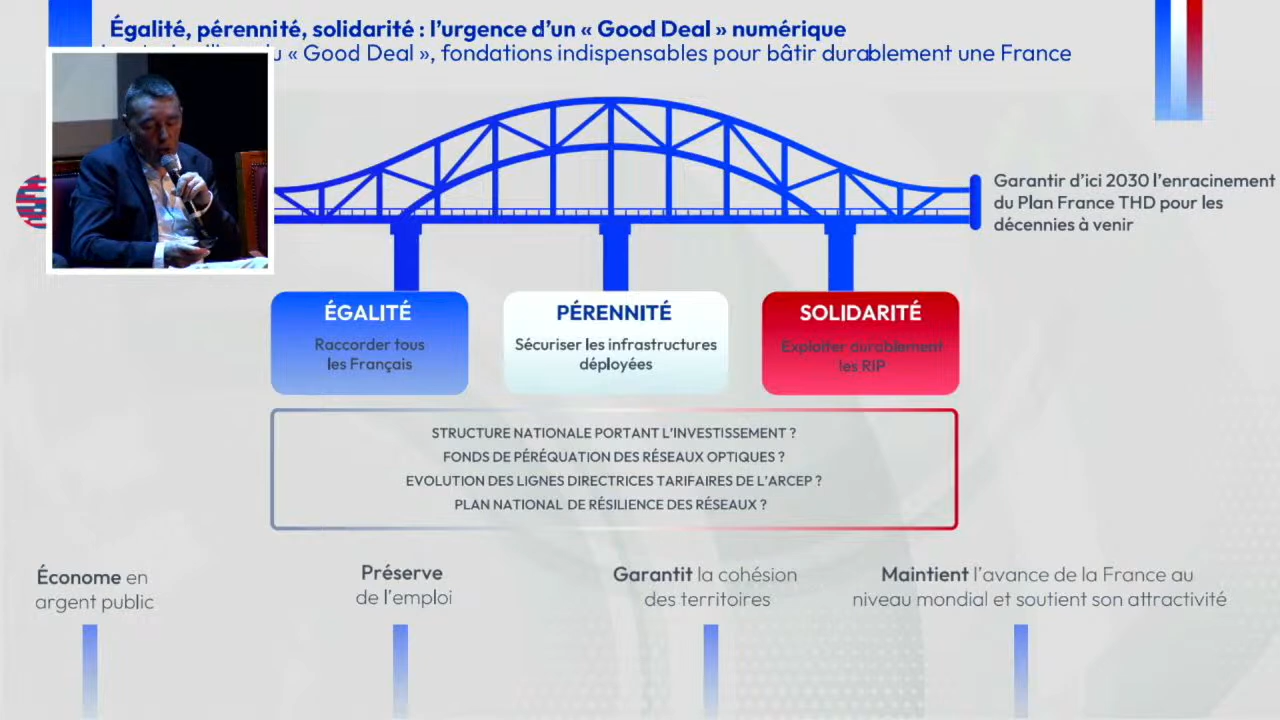 Égalité, pérennité, solidarité : l'urgence d'un « Good Deal » numérique
« Good Deal », fondations indispensables pour bâtir durablement une France
Garantir d'ici 2030 l'enracinement
du Plan France THD pour les
décennies à venir
ÉGALITÉ
Raccorder tous
les Français
PÉRENNITÉ
Sécuriser les infrastructures
déployées
SOLIDARITÉ
Exploiter durablement
les RIP
STRUCTURE NATIONALE PORTANT L'INVESTISSEMENT ?
FONDS DE PÉRÉQUATION DES RÉSEAUX OPTIQUES ?
EVOLUTION DES LIGNES DIRECTRICES TARIFAIRES DE L'ARCEP ?
PLAN NATIONAL DE RÉSILIENCE DES RÉSEAUX ?
Économe en
argent public
Préserve
de l'emploi
Garantit la cohésion
des territoires
Maintient l'avance de la France au
niveau mondial et soutient son attractivité